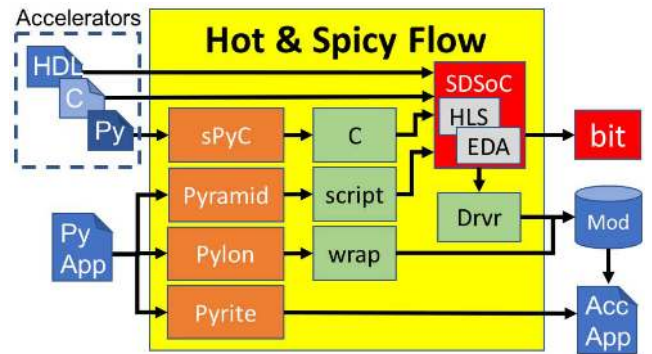 Accelerators
Hot & Spicy Flow
HDL
C
Py
SDSoC
HLS
EDA
sPyC
C
bit
Pyramid
script
Drvr
Mod
Py
App
Pylon
wrap
Pyrite
Acc
App